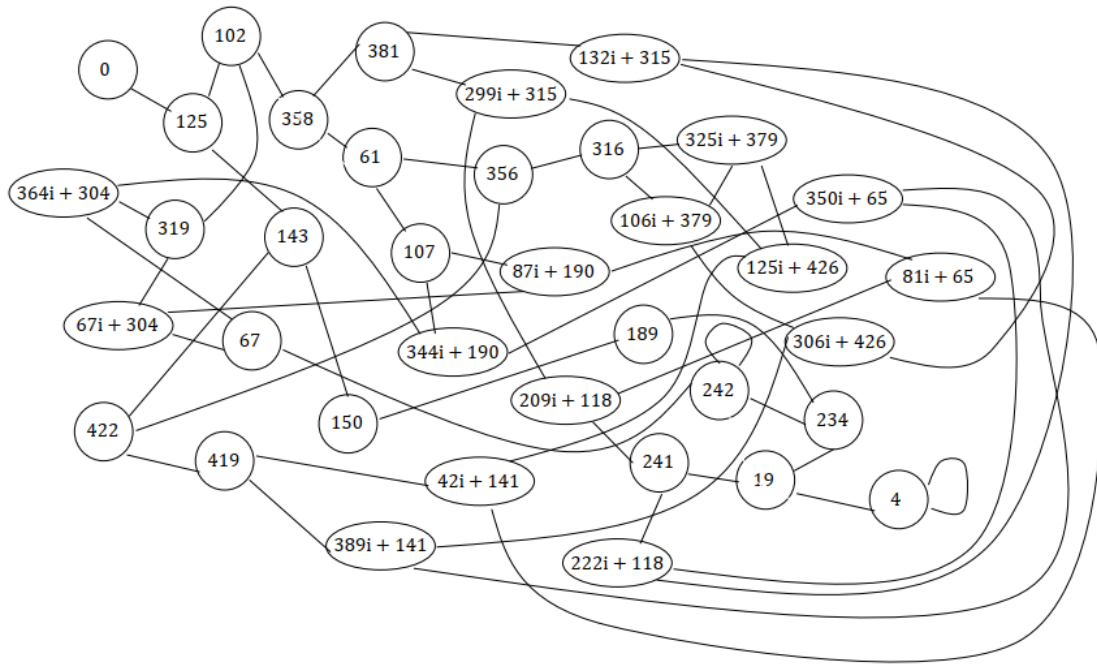 102
381
132i + 315
0
299i + 315
125
358
325i + 379
316
61
356
364i + 304
350i + 65
319
106i + 379
143
107
87i + 190
125i + 426
81i + 65
67i + 304
189
67
344i + 190
306i + 426
242
209i + 118
150
234
422
419
241
19
42i + 141
4
389i + 141
222i + 118